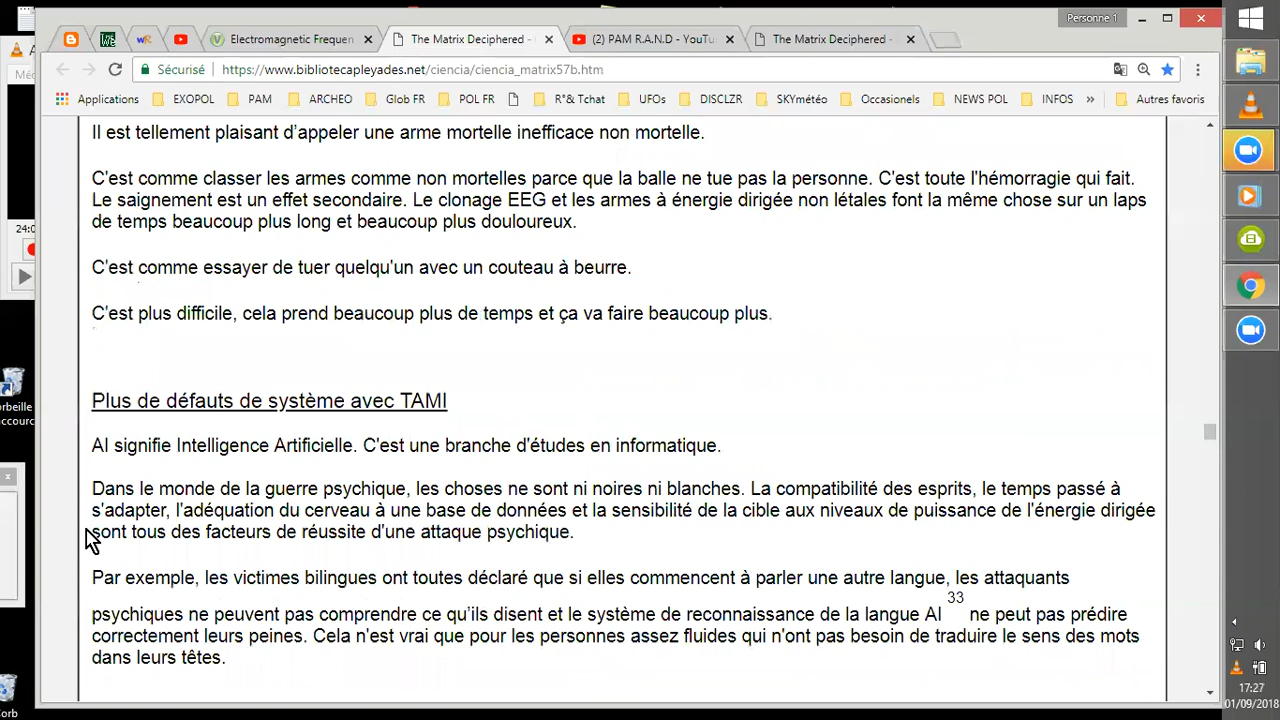 Personne 1
Electromagnetic Frequen
The Matrix Deciphered -
(2) PAM R.A.N.D - YouTu
The Matrix Deciphered -
Sécurisé
https://www.bibliotecapleyades.net/ciencia/ciencia_matrix57b.htm
Applications
EXOPOL
PAM
ARCHEO
Glob FR
POL FR
R°& Tchat
UFOs
DISCLZR
SKYmétéo
Occasionels
NEWS POL
INFOS
»
Autres favoris
Il est tellement plaisant d'appeler une arme mortelle inefficace non mortelle.
C'est comme classer les armes comme non mortelles parce que la balle ne tue pas la personne. C'est toute l'hémorragie qui fait.
Le saignement est un effet secondaire. Le clonage EEG et les armes à énergie dirigée non létales font la même chose sur un laps
de temps beaucoup plus long et beaucoup plus douloureux.
C'est comme essayer de tuer quelqu'un avec un couteau à beurre.
C'est plus difficile, cela prend beaucoup plus de temps et ça va faire beaucoup plus.
Plus de défauts de système avec TAMI
AI signifie Intelligence Artificielle. C'est une branche d'études en informatique.
Dans le monde de la guerre psychique, les choses ne sont ni noires ni blanches. La compatibilité des esprits, le temps passé à
s'adapter, l'adéquation du cerveau à une base de données et la sensibilité de la cible aux niveaux de puissance de l'énergie dirigée
sont tous des facteurs de réussite d'une attaque psychique.
Par exemple, les victimes bilingues ont toutes déclaré que si elles commencent à parler une autre langue, les attaquants
psychiques ne peuvent pas comprendre ce qu'ils disent et le système de reconnaissance de la langue AI 33 ne peut pas prédire
correctement leurs peines. Cela n'est vrai que pour les personnes assez fluides qui n'ont pas besoin de traduire le sens des mots
dans leurs têtes.
17:27
01/09/2018